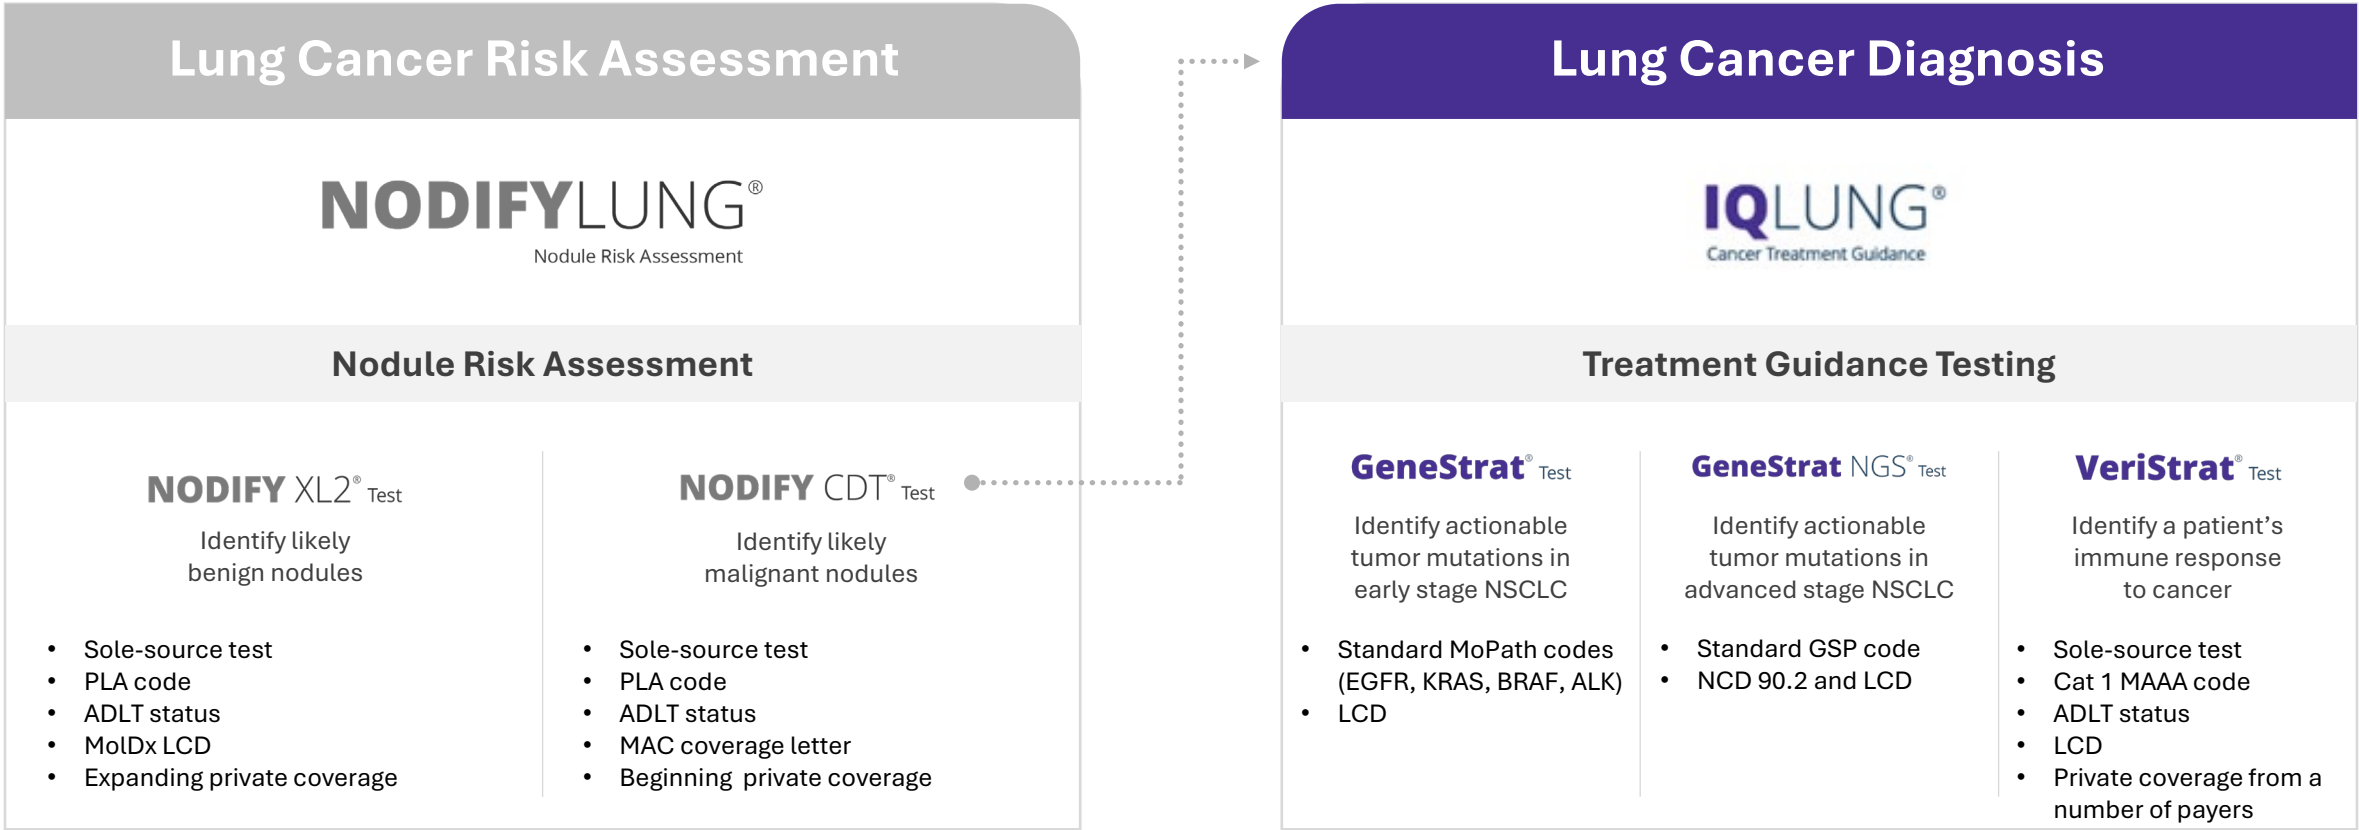 Lung Cancer Risk Assessment
NODIFYLUNG®
Nodule Risk Assessment
Nodule Risk Assessment
NODIFY XL2® Test
Identify likely
benign nodules
• Sole-source test
• PLA code
• ADLT status
• MolDx LCD
• Expanding private coverage
NODIFY CDT® Test
Identify likely
malignant nodules
• Sole-source test
• PLA code
• ADLT status
• MAC coverage letter
• Beginning private coverage
Lung Cancer Diagnosis
IQLUNG®
Cancer Treatment Guidance
Treatment Guidance Testing
GeneStrat® Test
Identify actionable
tumor mutations in
early stage NSCLC
• Standard MoPath codes
(EGFR, KRAS, BRAF, ALK)
• LCD
GeneStrat NGS® Test
Identify actionable
tumor mutations in
advanced stage NSCLC
• Standard GSP code
• NCD 90.2 and LCD
VeriStrat® Test
Identify a patient’s
immune response
to cancer
• Sole-source test
• Cat 1 MAAA code
• ADLT status
• LCD
• Private coverage from a
number of payers